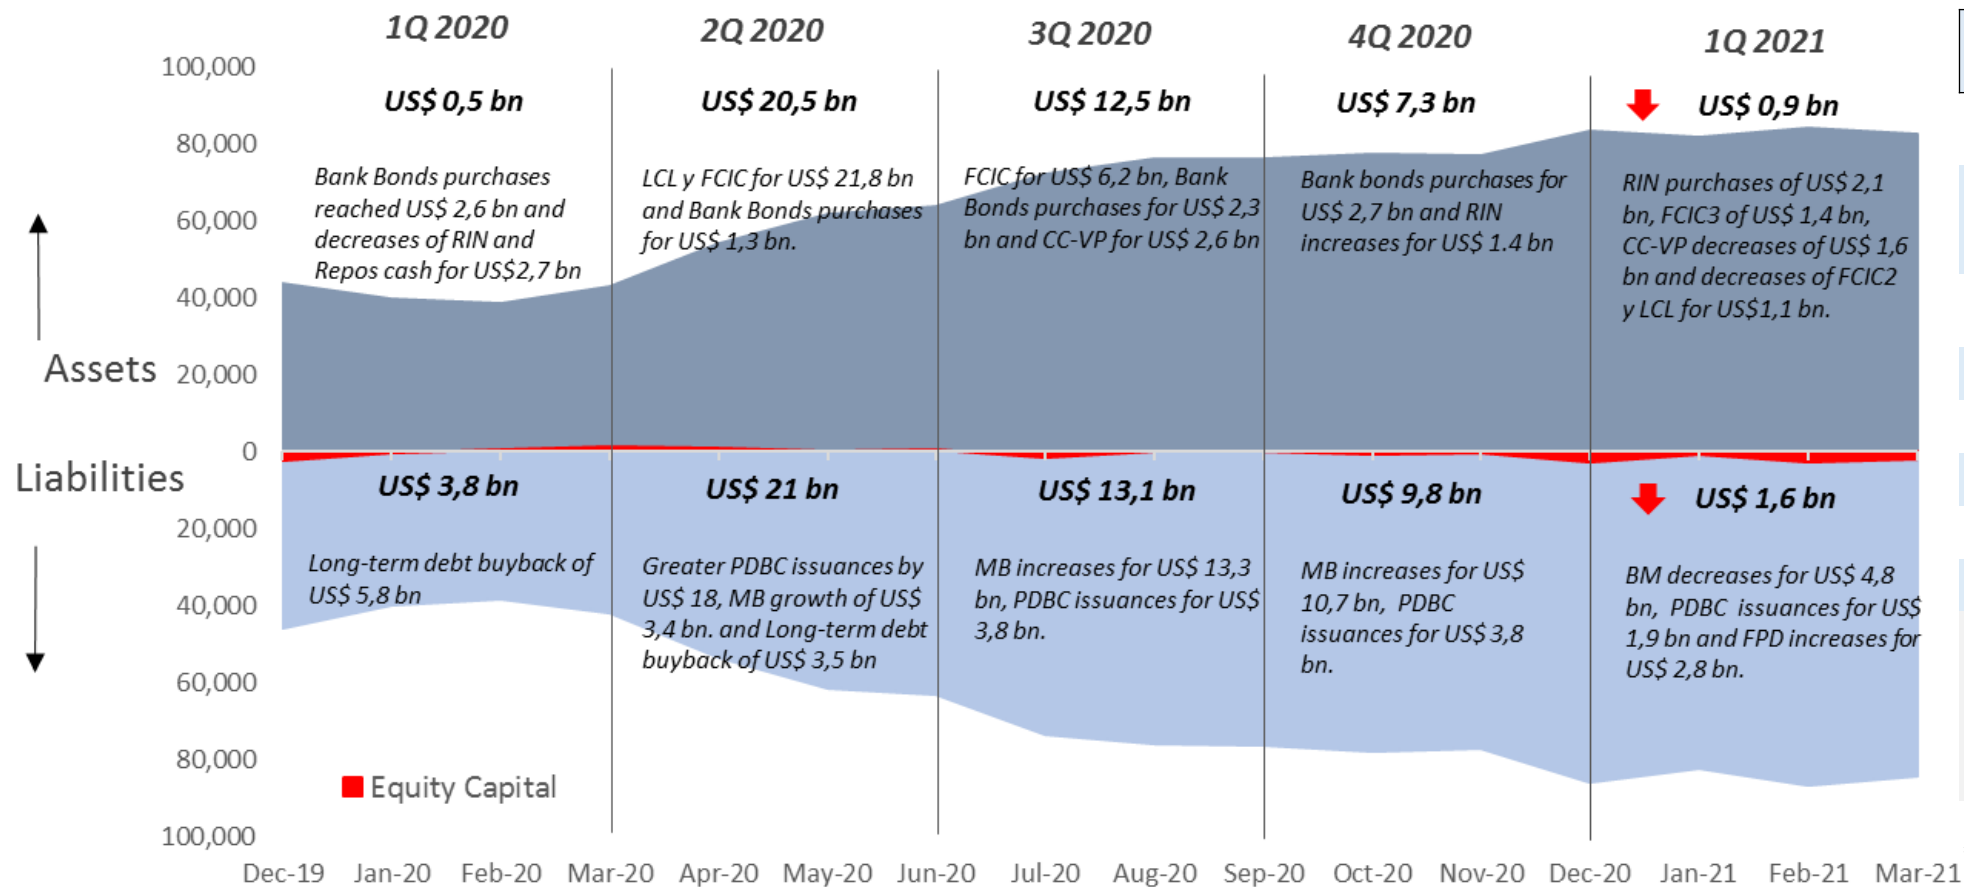 1Q 2020
2Q 2020
3Q 2020
4Q 2020
1Q 2021
US$ 0,5 bn
US$ 20,5 bn
US$ 12,5 bn
US$ 7,3 bn
US$ 0,9 bn
Bank Bonds purchases
reached US$ 2,6 bn and
decreases of RIN and
Repos cash for US$2,7 bn
LCL y FCIC for US$ 21,8 bn
and Bank Bonds purchases
for US$ 1,3 bn.
FCIC for US$ 6,2 bn, Bank
Bonds purchases for US$ 2,3
bn and CC-VP for US$ 2,6 bn
Bank bonds purchases for
US$ 2,7 bn and RIN
increases for US$ 1.4 bn
RIN purchases of US$ 2,1
bn, FCIC3 of US$ 1,4 bn,
CC-VP decreases of US$ 1,6
bn and decreases of FCIC2
y LCL for US$1,1 bn.
100,000
80,000
60,000
40,000
20,000
0
20,000
40,000
60,000
80,000
100,000
Assets
Liabilities
US$ 3,8 bn
US$ 21 bn
US$ 13,1 bn
US$ 9,8 bn
US$ 1,6 bn
Long-term debt buyback of
US$ 5,8 bn
Greater PDBC issuances by
US$ 18, MB growth of US$
3,4 bn. and Long-term debt
buyback of US$ 3,5 bn
MB increases for US$ 13,3
bn, PDBC issuances for US$
3,8 bn.
MB increases for US$
10,7 bn, PDBC
issuances for US$ 3,8
bn.
BM decreases for US$ 4,8
bn, PDBC issuances for US$
1,9 bn and FPD increases for
US$ 2,8 bn.
Equity Capital
Dec-19 Jan-20 Feb-20 Mar-20 Apr-20 May-20 Jun-20 Jul-20 Aug-20 Sep-20 Oct-20 Nov-20 Dec-20 Jan-21 Feb-21 Mar-21